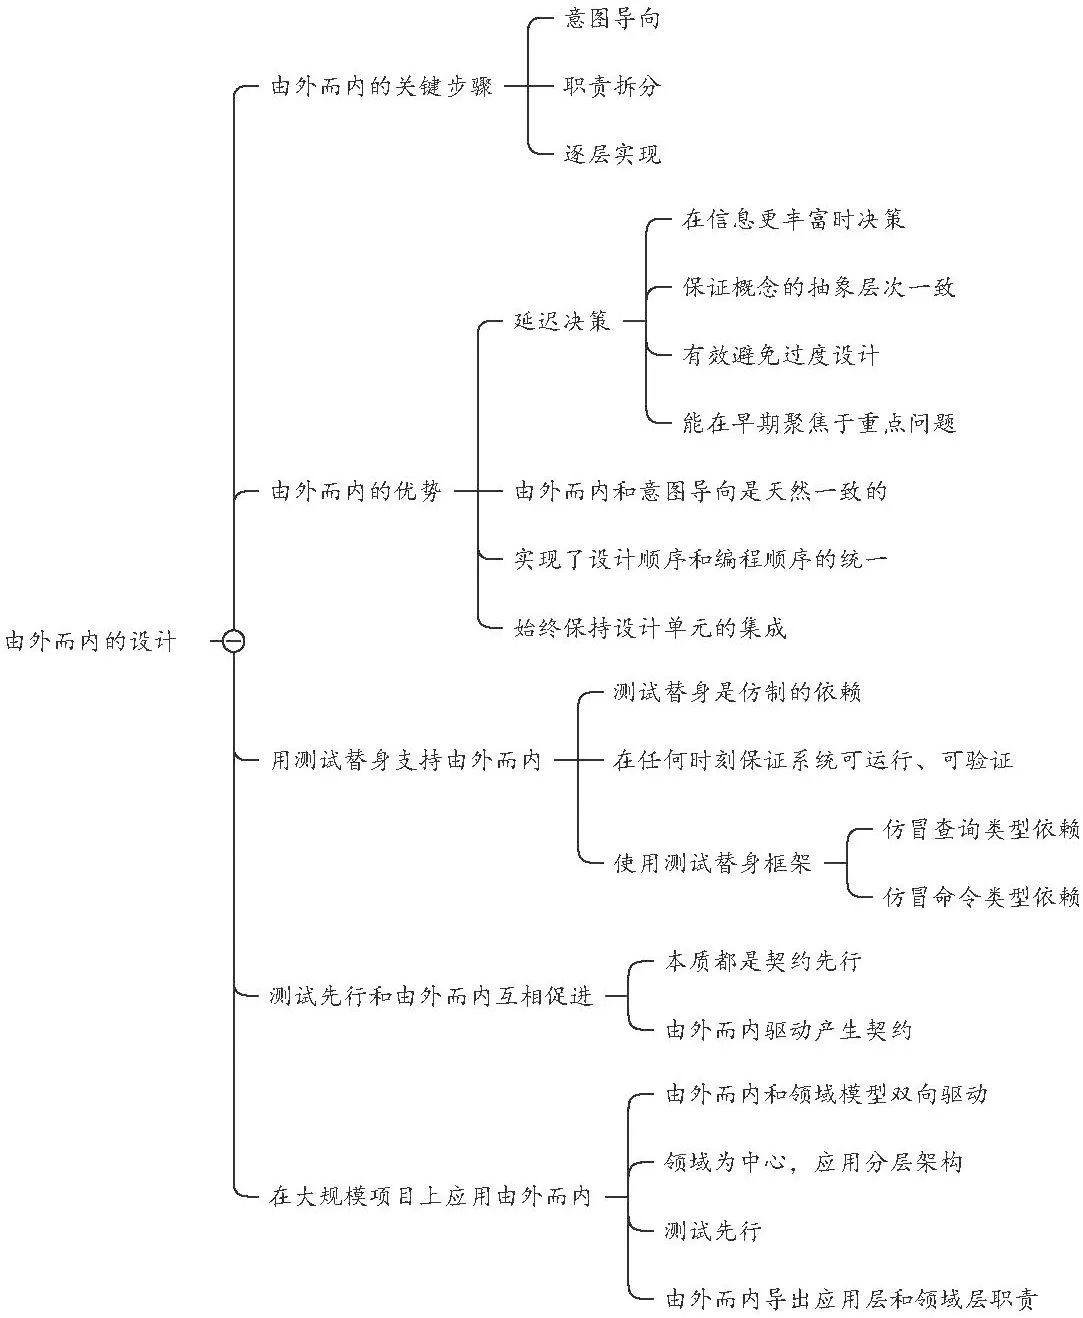 由外而内的设计
由外而内的关键步骤
意图导向
职责拆分
逐层实现
由外而内的优势
延迟决策
在信息更丰富时决策
保证概念的抽象层次一致
有效避免过度设计
能在早期聚焦于重点问题
由外而内和意图导向是天然一致的
实现了设计顺序和编程顺序的统一
始终保持设计单元的集成
用测试替身支持由外而内
测试替身是仿制的依赖
在任何时刻保证系统可运行、可验证
使用测试替身框架
仿冒查询类型依赖
仿冒命令类型依赖
测试先行和由外而内互相促进
本质都是契约先行
由外而内驱动产生契约
在大规模项目上应用由外而内
由外而内和领域模型双向驱动
领域为中心，应用分层架构
测试先行
由外而内导出应用层和领域层职责